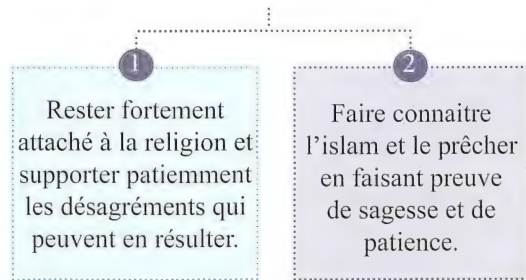 1
Rester fortement
attaché à la religion et
supporter patiemment
les désagréments qui
peuvent en résulter.
2
Faire connaitre
l'islam et le prêcher
en faisant preuve
de sagesse et de
patience.